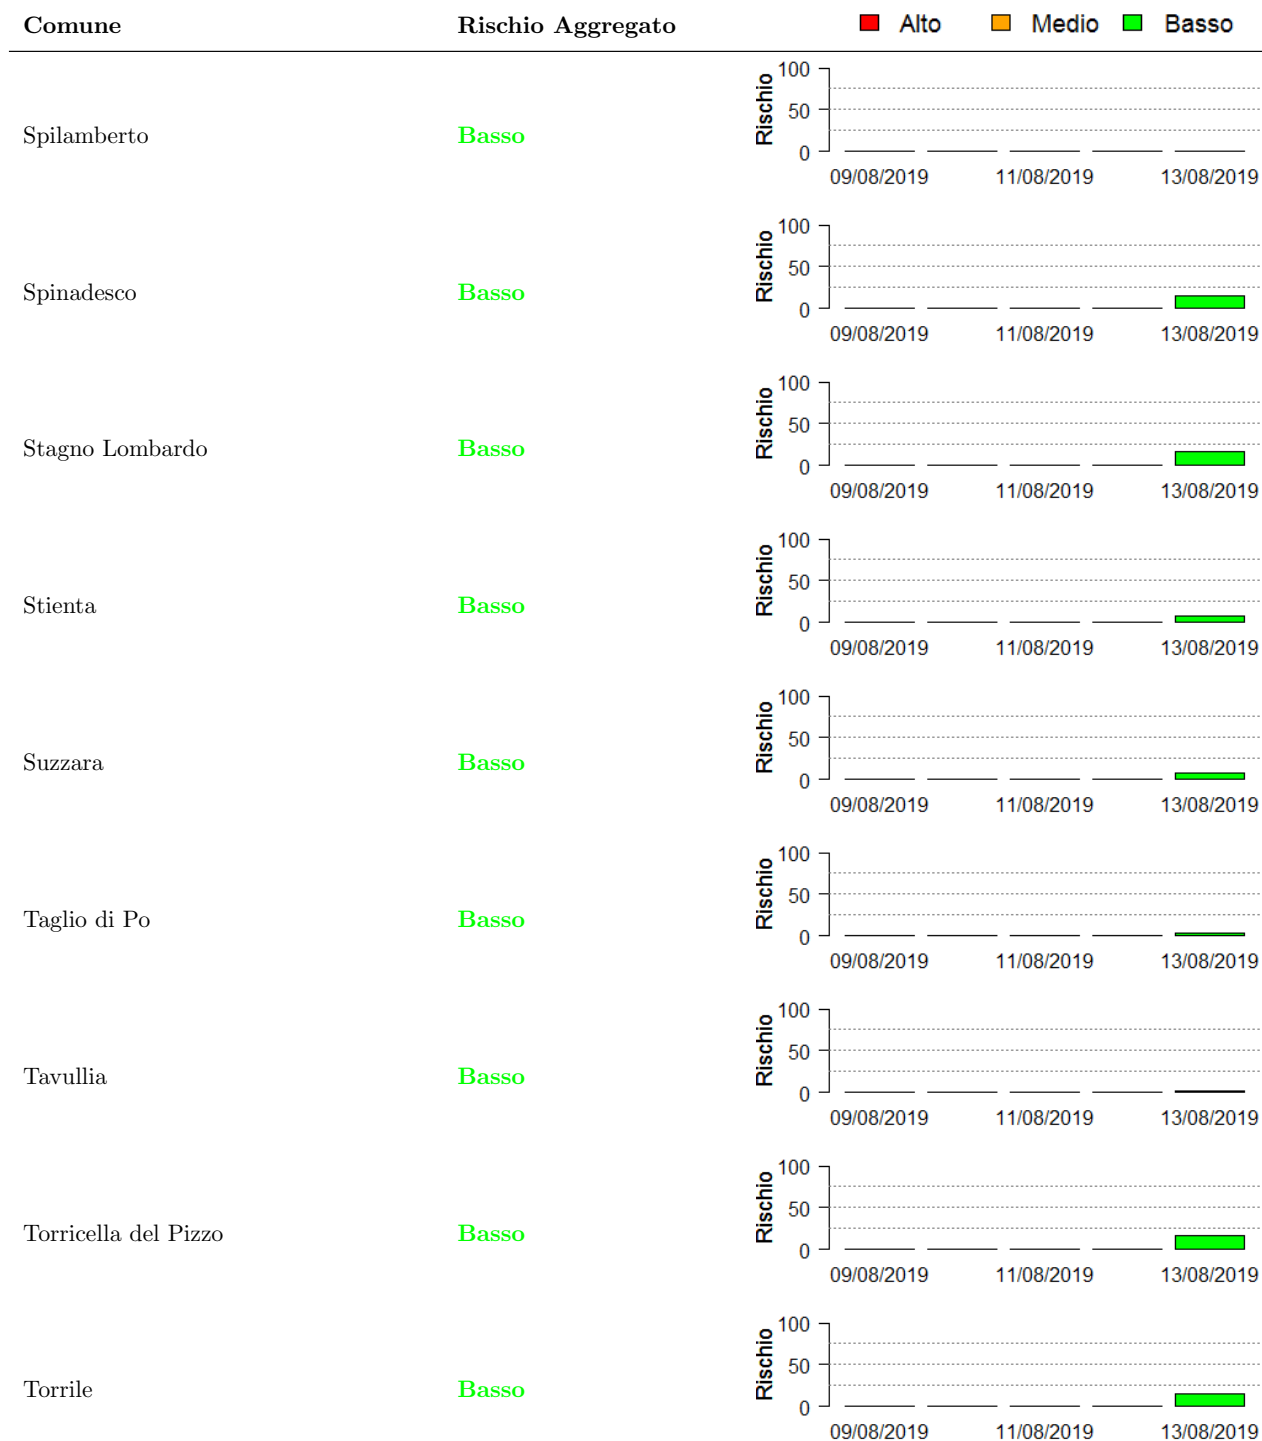 Comune Rischio Aggregato Alto Medio Basso
Spilamberto Basso
Rischio
100
50
0
09/08/2019 11/08/2019 13/08/2019
Spinadesco Basso
Rischio
100
50
0
09/08/2019 11/08/2019 13/08/2019
Stagno Lombardo Basso
Rischio
100
50
0
09/08/2019 11/08/2019 13/08/2019
Stienta Basso
Rischio
100
50
0
09/08/2019 11/08/2019 13/08/2019
Suzzara Basso
Rischio
100
50
0
09/08/2019 11/08/2019 13/08/2019
Taglio di Po Basso
Rischio
100
50
0
09/08/2019 11/08/2019 13/08/2019
Tavullia Basso
Rischio
100
50
0
09/08/2019 11/08/2019 13/08/2019
Torricella del Pizzo Basso
Rischio
100
50
0
09/08/2019 11/08/2019 13/08/2019
Torrile Basso
Rischio
100
50
0
09/08/2019 11/08/2019 13/08/2019